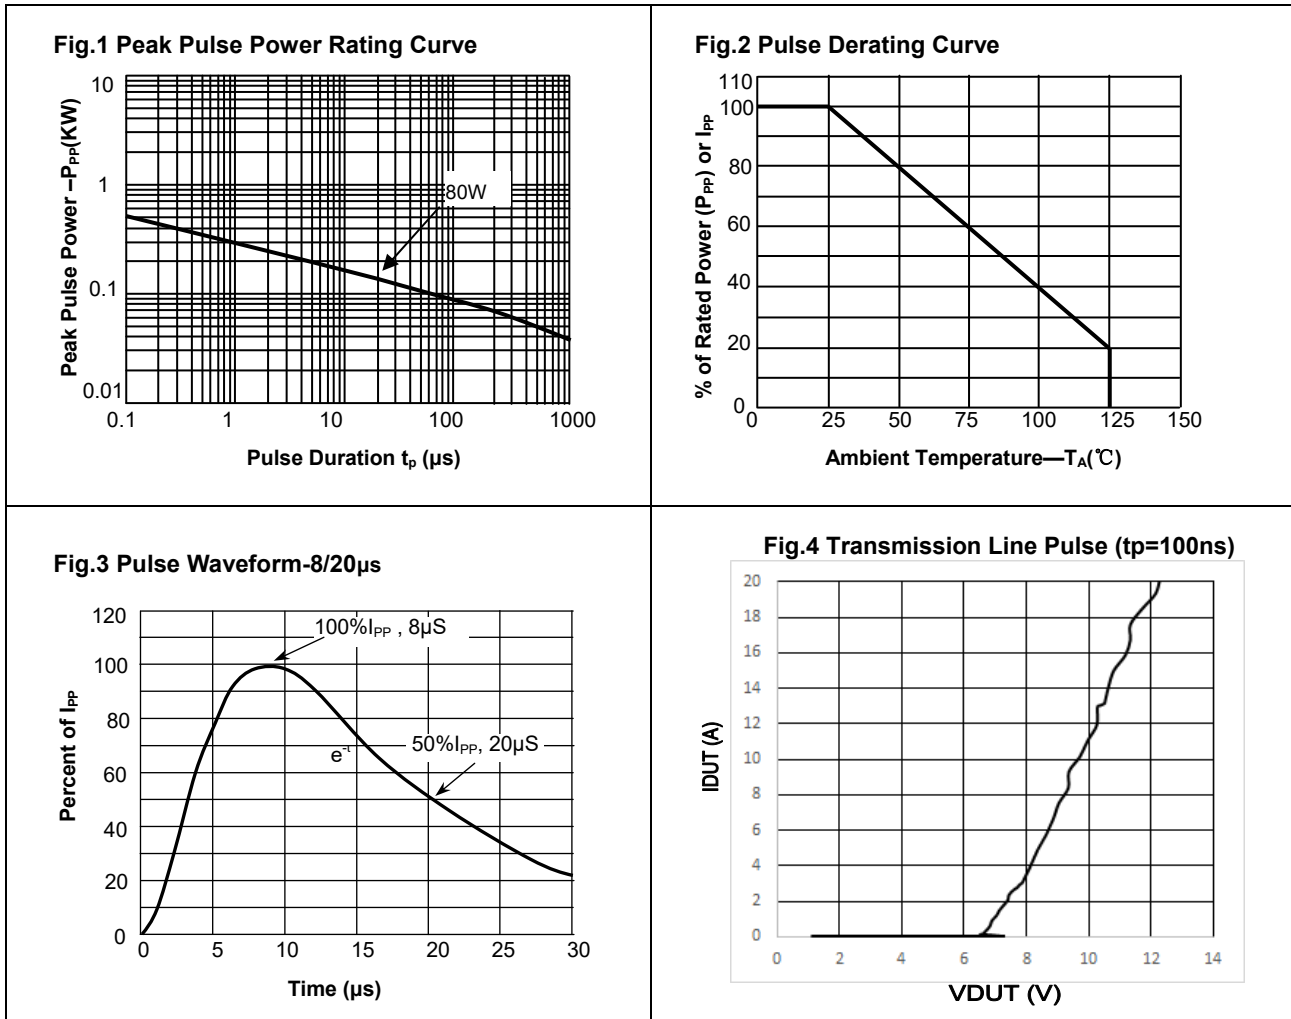 Fig.1 Peak Pulse Power Rating Curve
Peak Pulse Power –PPP(KW)
10
1
0.1
0.01
80W
0.1 1 10 100 1000
Pulse Duration tp (µs)
Fig.2 Pulse Derating Curve
% of Rated Power (PPP) or IPP
110
100
80
60
40
20
0
25 50 75 100 125 150
Ambient Temperature—TA(℃)
Fig.3 Pulse Waveform-8/20µs
Percent of IPP
120
100
80
60
40
20
0
100%IPP , 8µS
e-t
50%IPP, 20µS
5 10 15 20 25 30
Time (µs)
Fig.4 Transmission Line Pulse (tp=100ns)
IDUT (A)
20
18
16
14
12
10
8
6
4
2
0
0 2 4 6 8 10 12 14
VDUT (V)